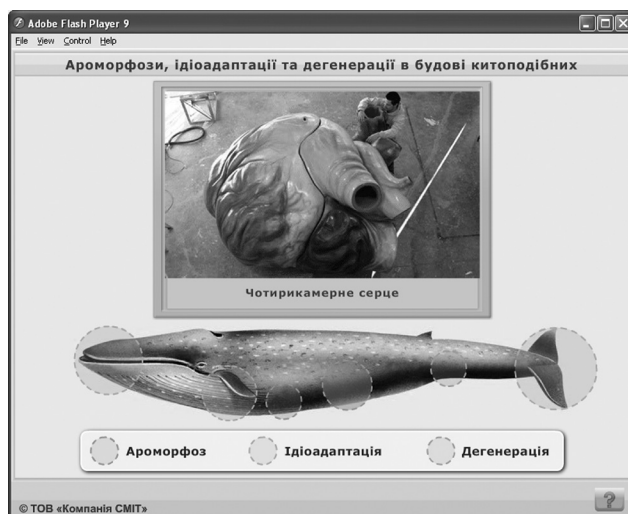 Adobe Flash Player 9
File View Control Help
Ароморфози, ідіоадаптації та дегенерації в будові китоподібних
Чотирикамерне серце
Ароморфоз Ідіоадаптація Дегенерація
© ТОВ «Компанія СМІТ»
?